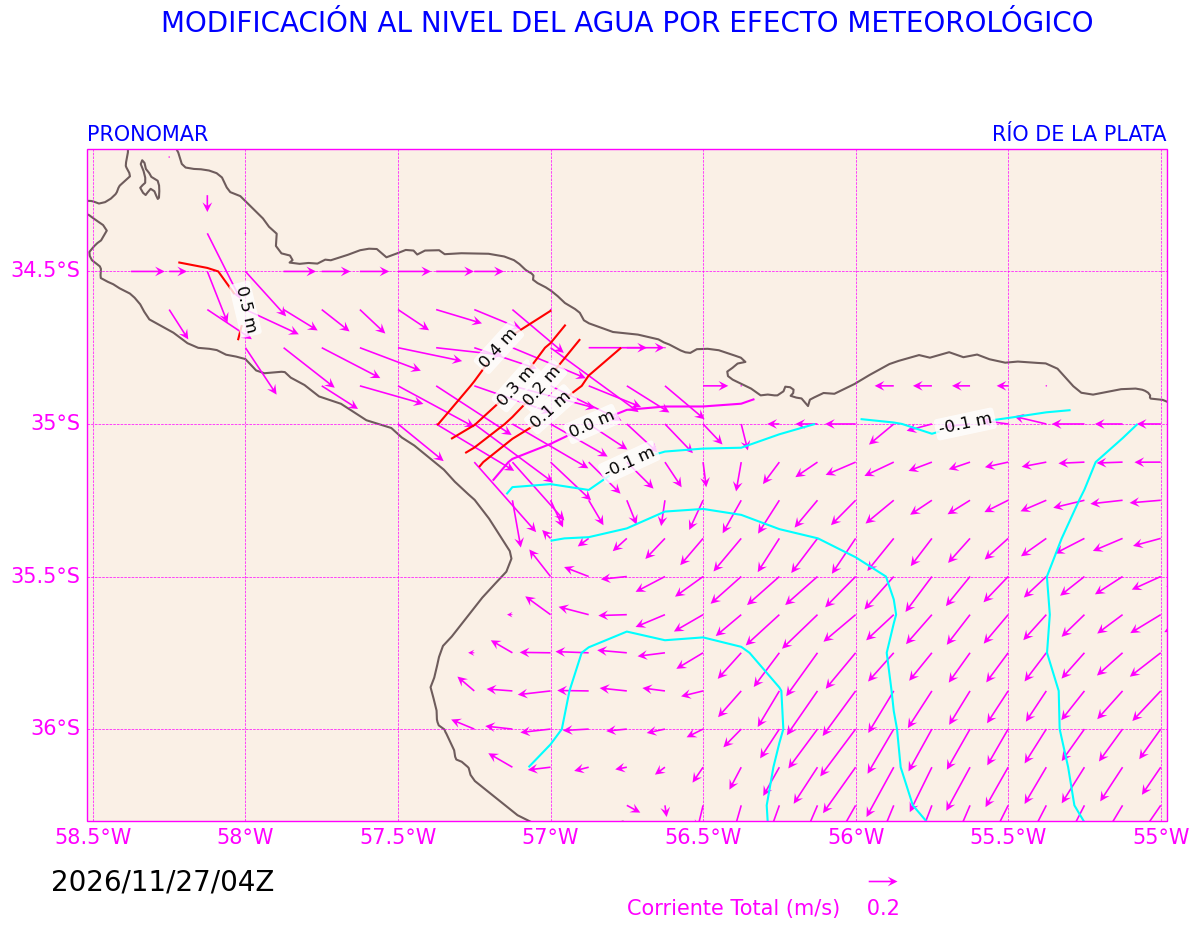 MODIFICACIÓN AL NIVEL DEL AGUA POR EFECTO METEOROLÓGICO
PRONOMAR
RÍO DE LA PLATA
34.5°S
35°S
35.5°S
36°S
0.5 m
0.4 m
0.3 m
0.2 m
0.1 m
0.0 m
-0.1 m
-0.1 m
58.5°W
58°W
57.5°W
57°W
56.5°W
56°W
55.5°W
55°W
2026/11/27/04Z
Corriente Total (m/s)
0.2